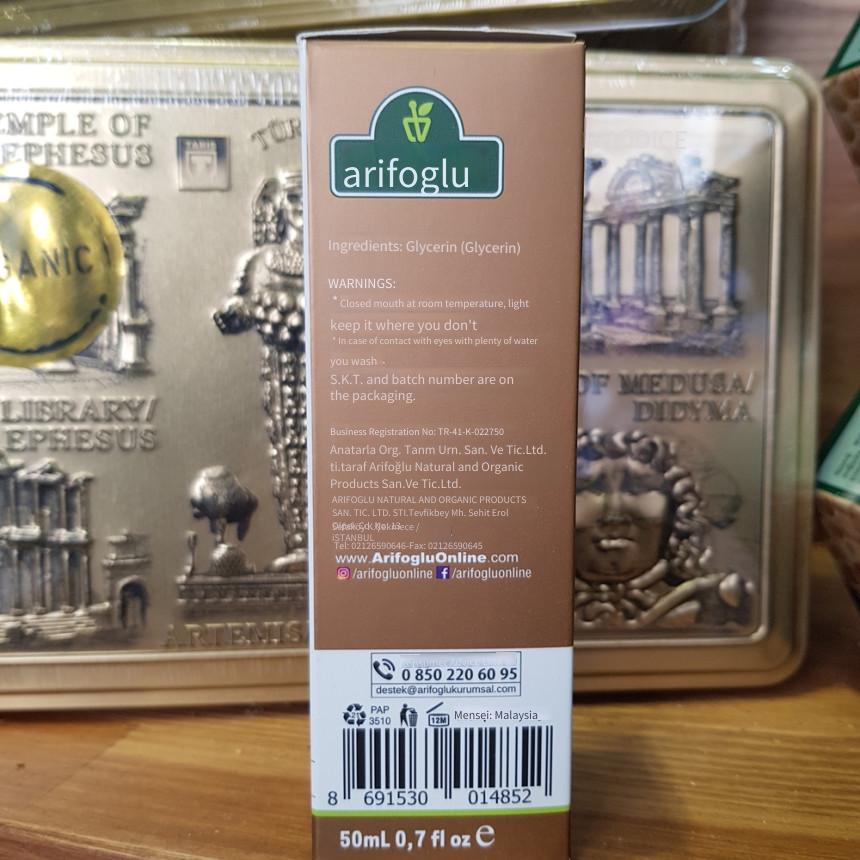 TEMPLE OF
EPHESUS
GANIC
LIBRARY/
EPHESUS
ARTEMIS
OF MEDUSA/
DIDYMA
arifoglu
Ingredients: Glycerin (Glycerin)
WARNINGS:
* Closed mouth at room temperature, light
keep it where you don't
* In case of contact with eyes with plenty of water
you wash -
S.K.T. and batch number are on
the packaging.
Business Registration No: TR-41-K-022750
Anatarla Org. Tanm Urn. San. Ve Tic.Ltd.
ti.taraf Arifoğlu Natural and Organic
Products San.Ve Tic.Ltd.
ARIFOGLU NATURAL AND ORGANIC PRODUCTS
SAN. TIC. LTD. STI.Tevfikbey Mh. Sehit Erol
İSTANBUL
Tel: 02126590646-Fax: 02126590645
www.ArifogluOnline.com
/arifogluonline /arifogluonline
0 850 220 60 95
destek@arifoglukurumsal.com
21 PAP
3510
12M
Mensei: Malaysia
8 691530 014852
50mL 0,7 fl oz e